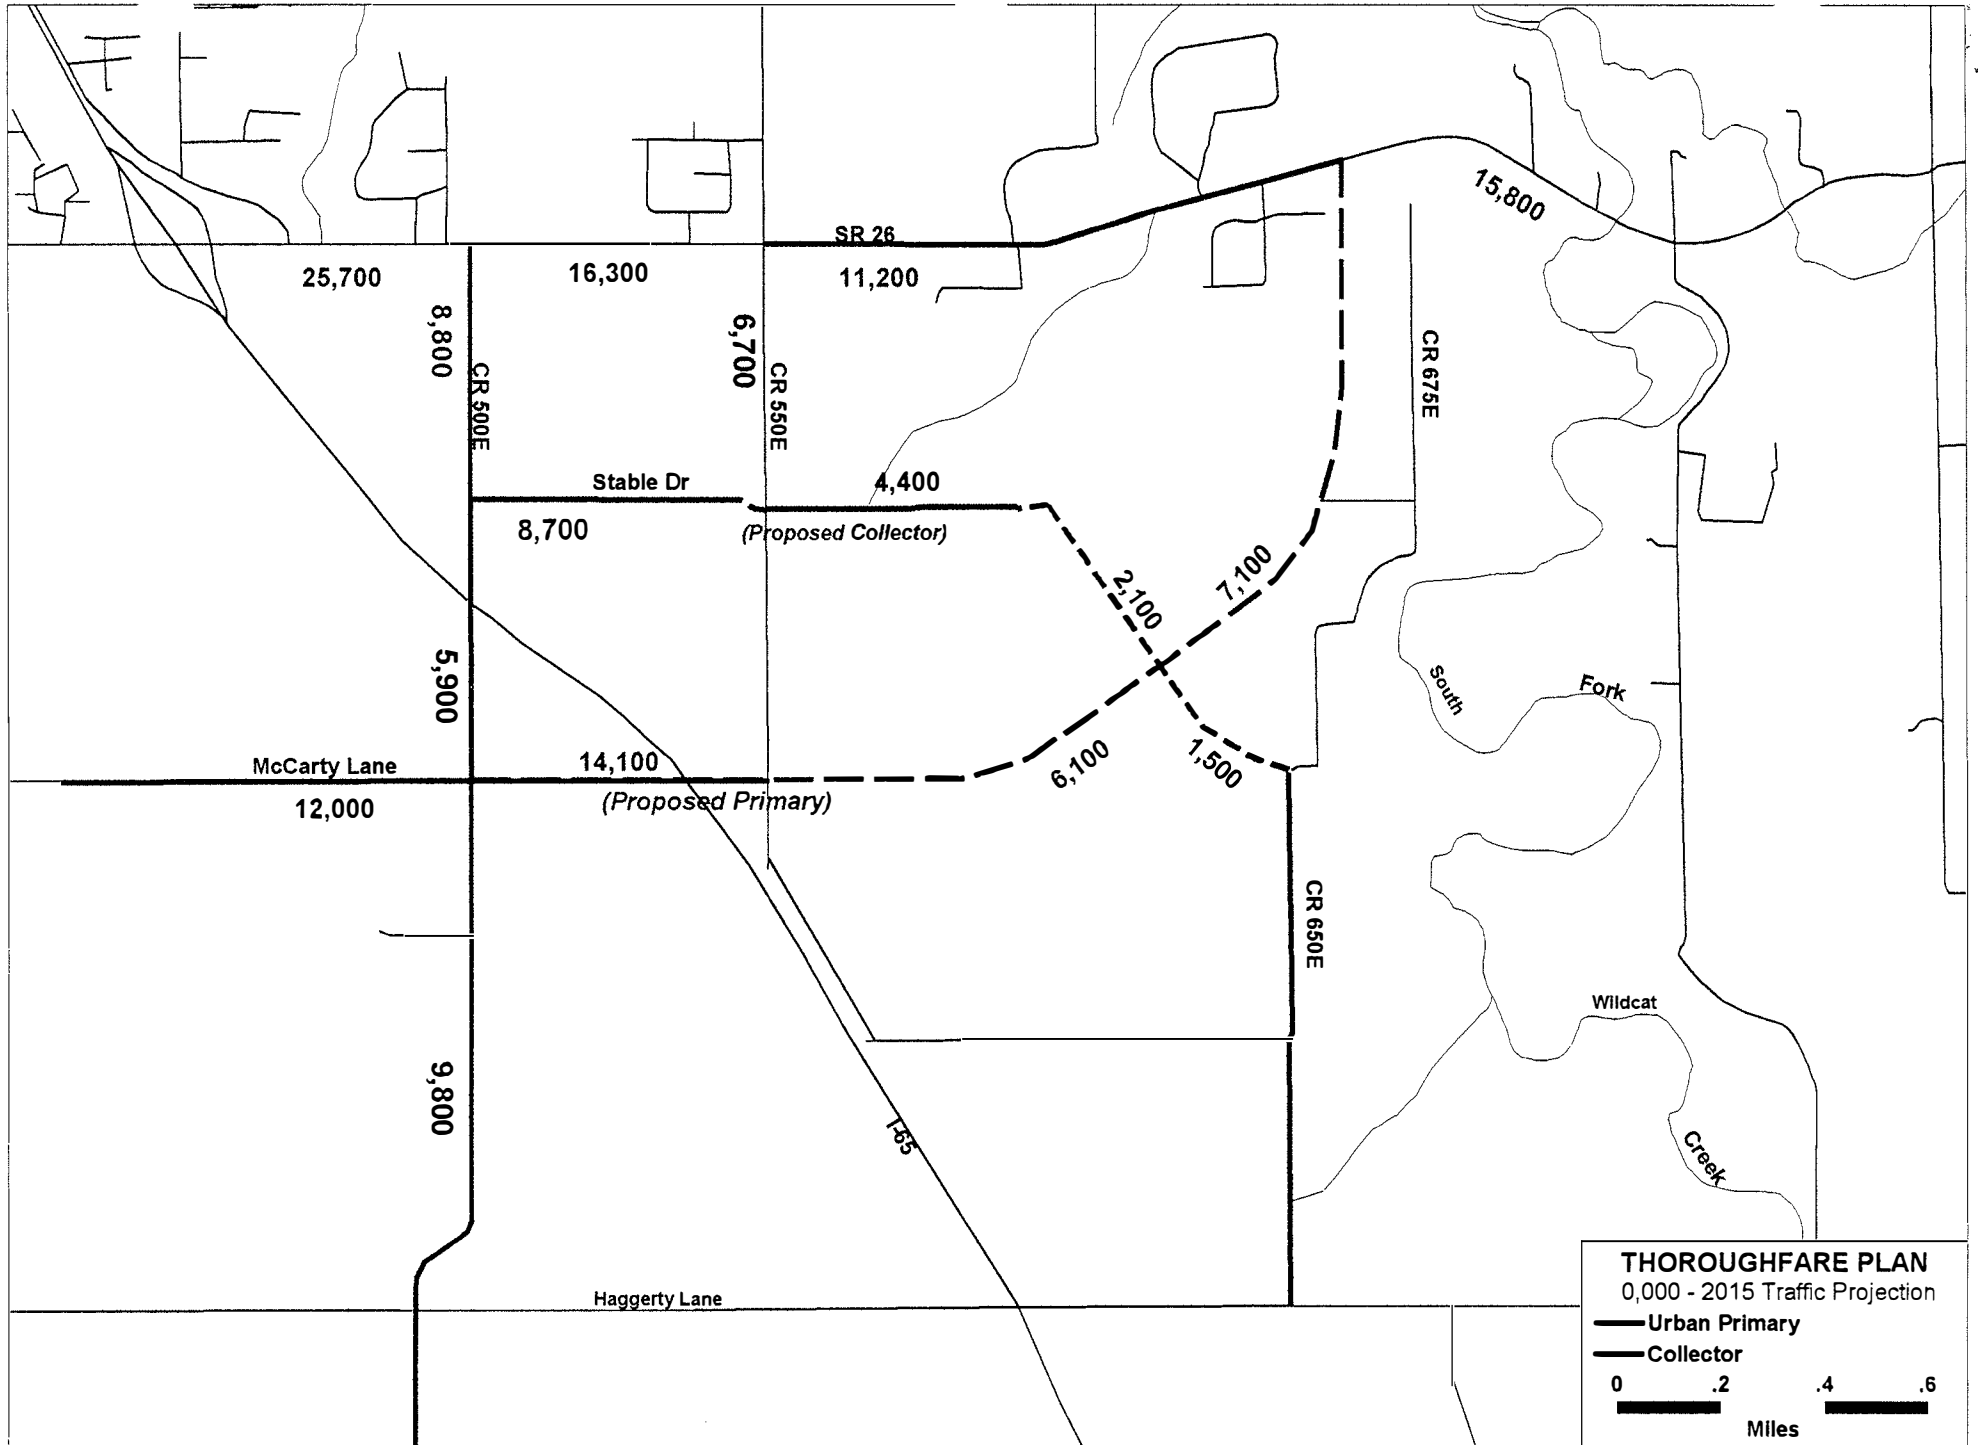 15,800
SR 26
25,700
16,300
11,200
8,800
CR 500E
6,700
CR 550E
CR 675E
Stable Dr
4,400
8,700
(Proposed Collector)
2,100
7,100
5,900
South
Fork
McCarty Lane
14,100
6,100
1,500
12,000
(Proposed Primary)
CR 650E
Wildcat
9,800
I-65
Creek
Haggerty Lane
THOROUGHFARE PLAN
0,000 - 2015 Traffic Projection
Urban Primary
Collector
0 .2 .4 .6
Miles